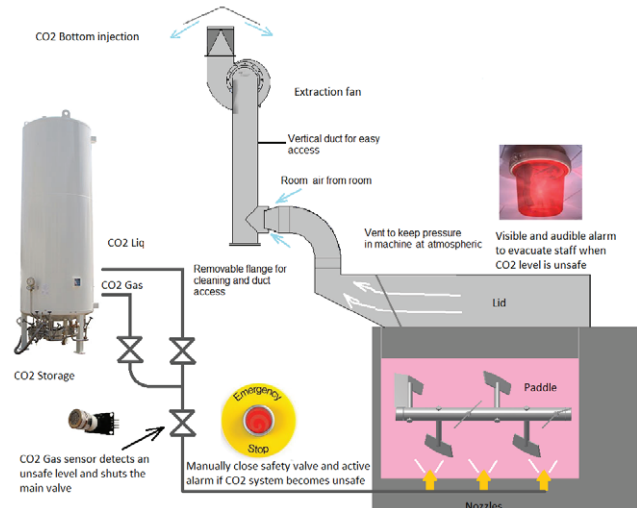 CO2 Bottom injection
Extraction fan
Vertical duct for easy
access
Room air from room
Vent to keep pressure
in machine at atmospheric
Visible and audible alarm
to evacuate staff when
CO2 level is unsafe
CO2 Liq
Removable flange for
cleaning and duct
access
CO2 Gas
Lid
CO2 Storage
Paddle
Emergency
Stop
CO2 Gas sensor detects an
unsafe level and shuts the
main valve
Manually close safety valve and active
alarm if CO2 system becomes unsafe
Nozzles